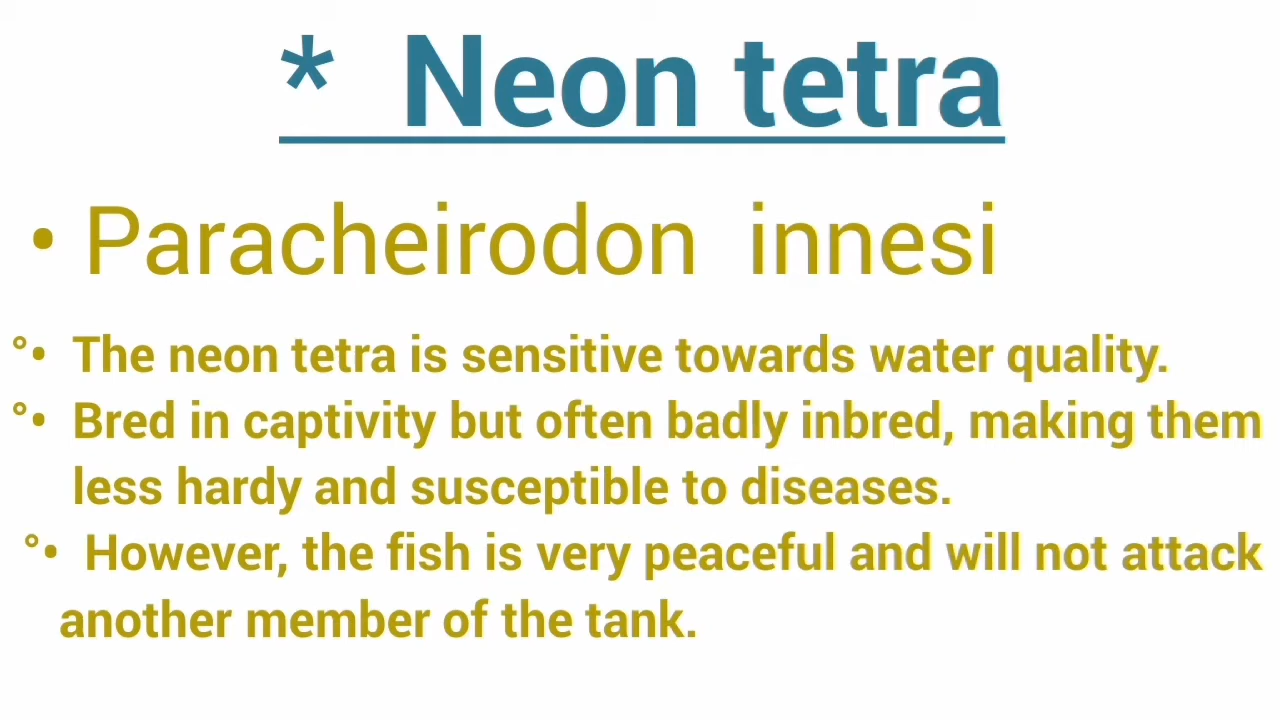 * Neon tetra
• Paracheirodon innesi
°• The neon tetra is sensitive towards water quality.
°• Bred in captivity but often badly inbred, making them
less hardy and susceptible to diseases.
°• However, the fish is very peaceful and will not attack
another member of the tank.